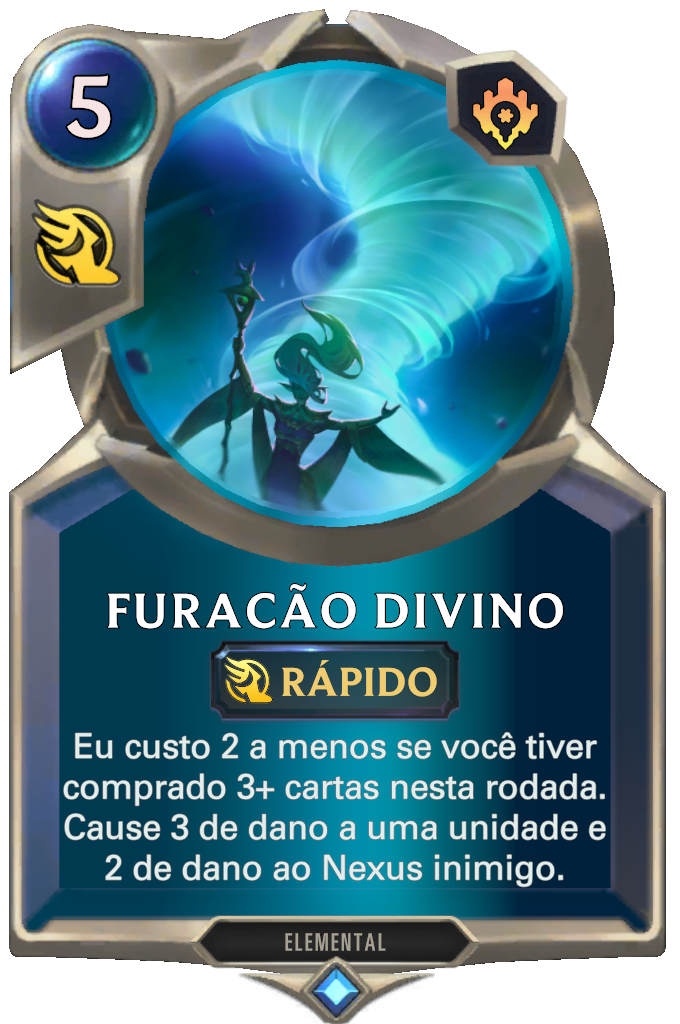 5
FURACÃO DIVINO
RÁPIDO
Eu custo 2 a menos se você tiver
comprado 3+ cartas nesta rodada.
Cause 3 de dano a uma unidade e
2 de dano ao Nexus inimigo.
ELEMENTAL